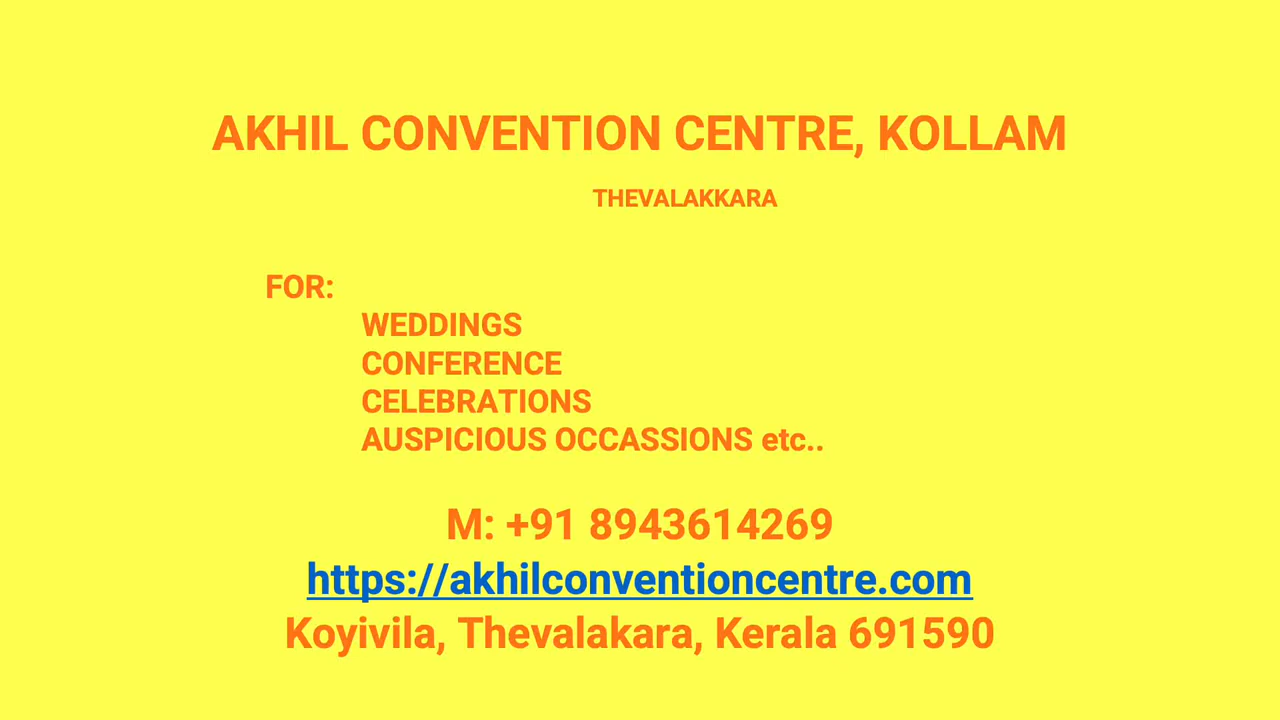 AKHIL CONVENTION CENTRE, KOLLAM
THEVALAKKARA
FOR:
WEDDINGS
CONFERENCE
CELEBRATIONS
AUSPICIOUS OCCASSIONS etc..
M: +91 8943614269
https://akhilconventioncentre.com
Koyivila, Thevalakara, Kerala 691590